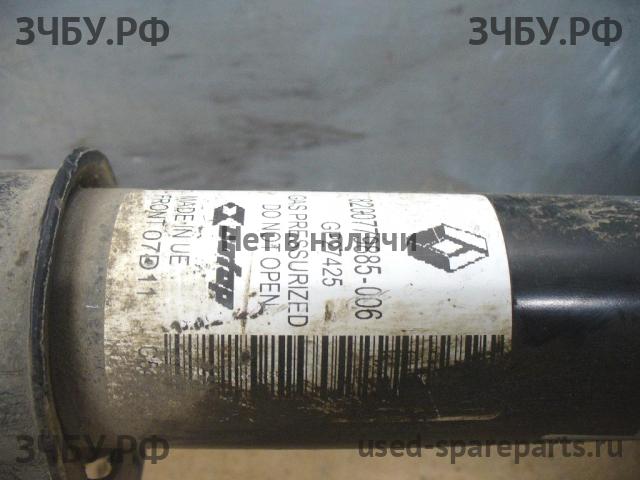 ЗЧБУ.РФ
ЗЧБУ.РФ
нет в наличии
GAS PRESSURIZED
DO NOT OPEN
MADE IN UE
FRONT 07D11
ЗЧБУ.РФ
used-spareparts.ru